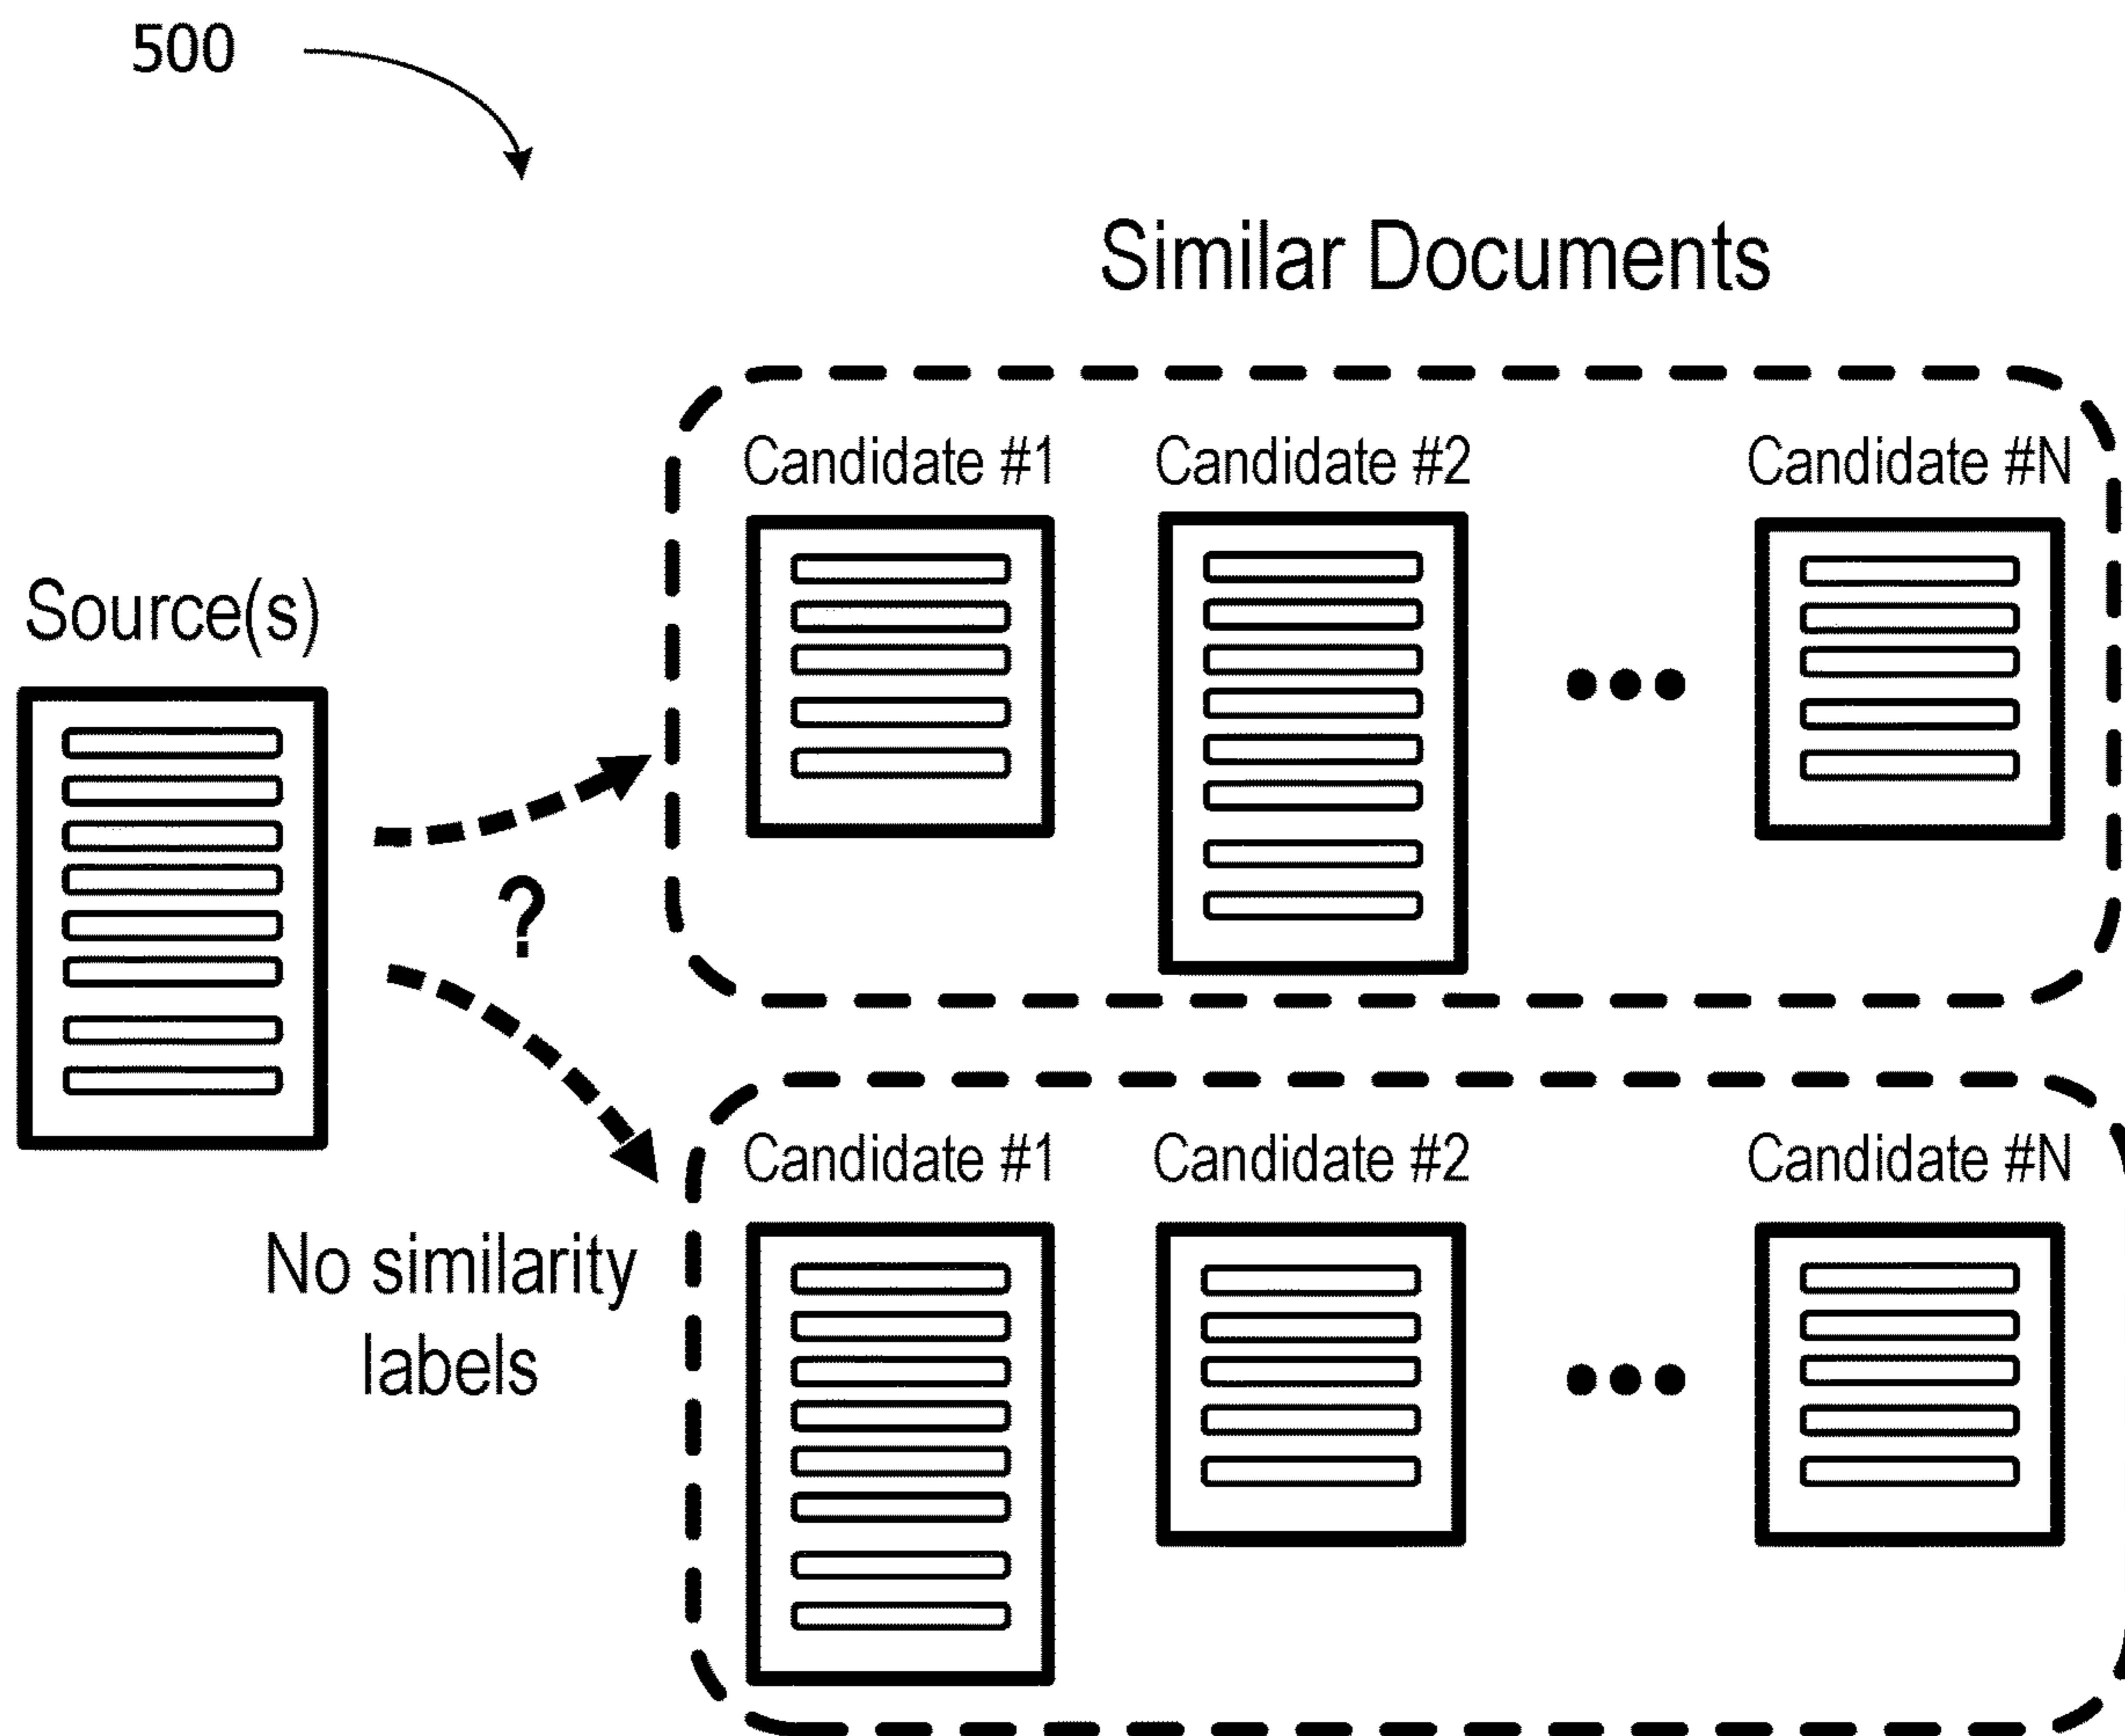 500
Similar Documents
Candidate #1 Candidate #2 Candidate #N
Source(s)
?
Candidate #1 Candidate #2 Candidate #N
No similarity
labels